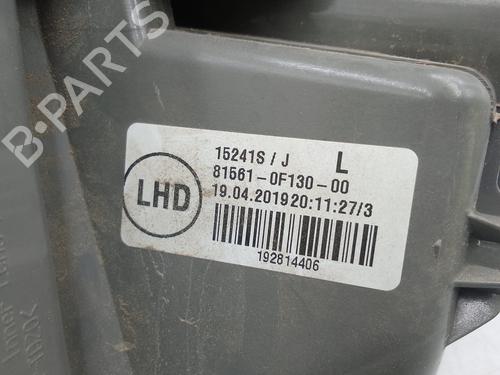 B-PARTS
15241S / J L
81561-0F130-00
LHD
19.04.2019 20:11:27/3
192814406